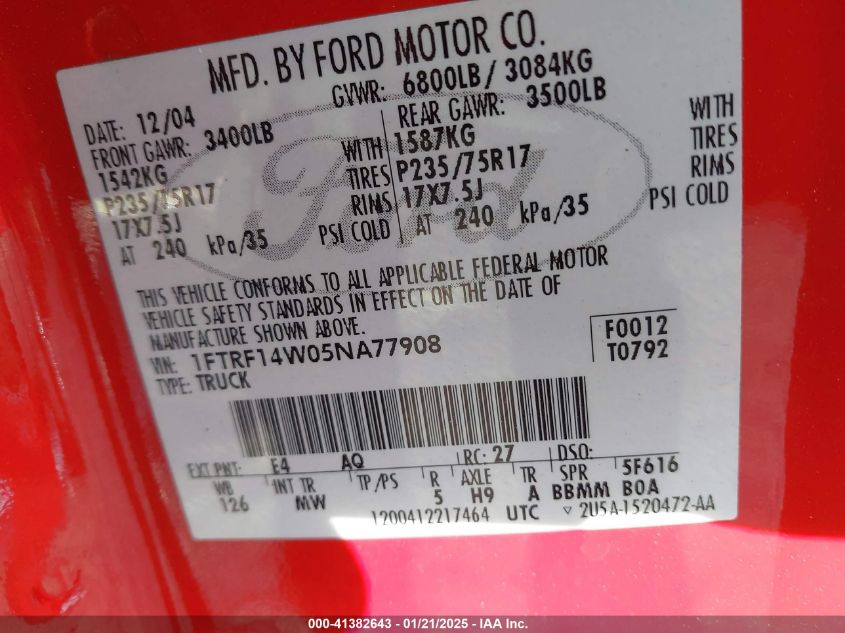 MFD. BY FORD MOTOR CO.
DATE: 12/04 GVWR: 6800LB / 3084KG
FRONT GAWR: 3400LB REAR GAWR: 3500LB
1542KG WITH 1587KG WITH
P235/75R17 TIRES P235/75R17 TIRES
17X7.5J RIMS 17X7.5J RIMS
AT 240 kPa/35 PSI COLD AT 240 kPa/35 PSI COLD
Ford
THIS VEHICLE CONFORMS TO ALL APPLICABLE FEDERAL MOTOR
VEHICLE SAFETY STANDARDS IN EFFECT ON THE DATE OF
MANUFACTURE SHOWN ABOVE.
VIN: 1FTRF14W05NA77908 F0012
TYPE: TRUCK T0792
EXT PNT: E4 AQ RC: 27 DSO:
WB INT TR TP/PS R AXLE TR SPR 5F616
126 MW 5 H9 A BBMM BOA
1200412217464 UTC ▽ 2U5A-1520472-AA
000-41382643 - 01/21/2025 - IAA Inc.